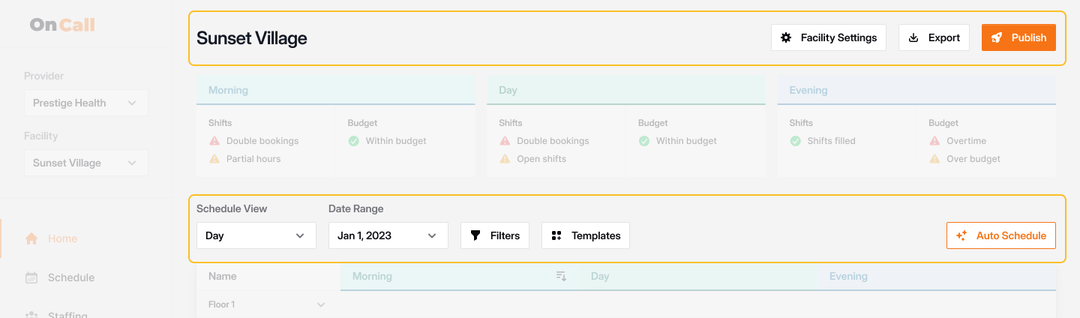 OnCall
Sunset Village
Facility Settings
Export
Publish
Provider
Prestige Health
Facility
Sunset Village
Morning
Day
Evening
Shifts
Budget
Shifts
Budget
Shifts
Budget
Double bookings
Within budget
Double bookings
Within budget
Shifts filled
Overtime
Partial hours
Open shifts
Over budget
Schedule View
Date Range
Day
Jan 1, 2023
Filters
Templates
Auto Schedule
Home
Schedule
Staffing
Name
Morning
Day
Evening
Floor 1